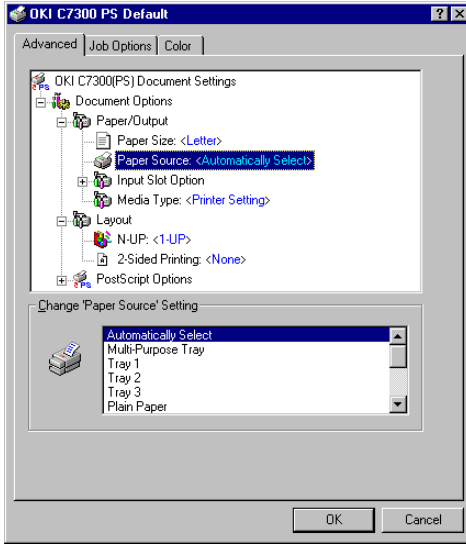 OKI C7300 PS Default
Advanced Job Options Color
OKI C7300(PS) Document Settings
Document Options
Paper/Output
Paper Size: <Letter>
Paper Source: <Automatically Select>
Input Slot Option
Media Type: <Printer Setting>
Layout
N-UP: <1-UP>
2-Sided Printing: <None>
PostScript Options
Change 'Paper Source' Setting
Automatically Select
Multi-Purpose Tray
Tray 1
Tray 2
Tray 3
Plain Paper
OK Cancel